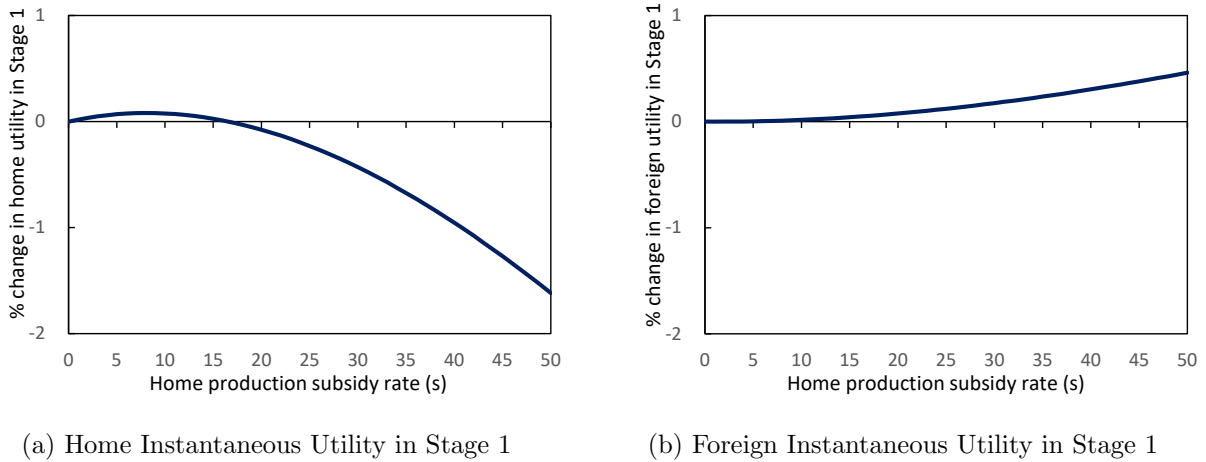 % change in home utility in Stage 1
1
0
-1
-2
0 5 10 15 20 25 30 35 40 45 50
Home production subsidy rate (s)
(a) Home Instantaneous Utility in Stage 1
% change in foreign utility in Stage 1
1
0
-1
-2
0 5 10 15 20 25 30 35 40 45 50
Home production subsidy rate (s)
(b) Foreign Instantaneous Utility in Stage 1